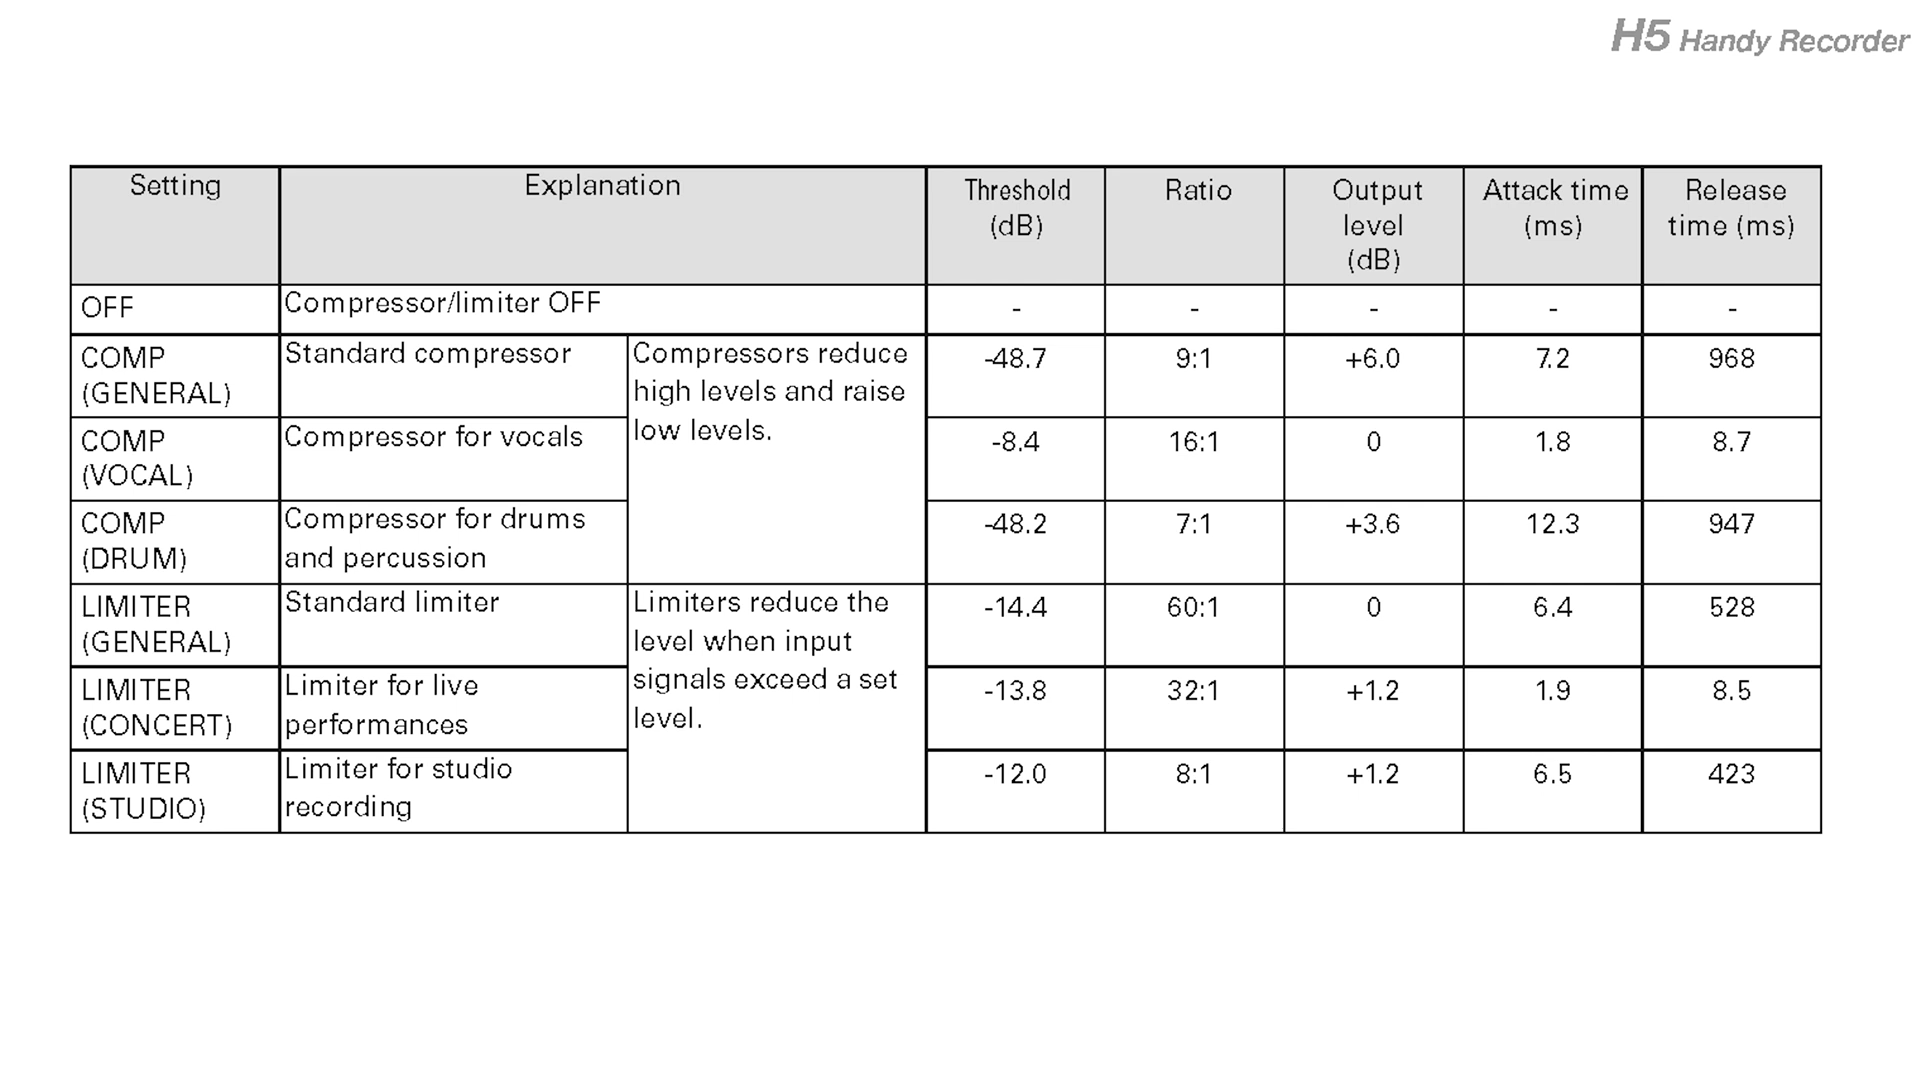 H5 Handy Recorder
Setting
Explanation
Threshold
(dB)
Ratio
Output
level
(dB)
Attack time
(ms)
Release
time (ms)
OFF
Compressor/limiter OFF
-
-
-
-
-
COMP
(GENERAL)
Standard compressor
Compressors reduce
high levels and raise
low levels.
-48.7
9:1
+6.0
7.2
968
COMP
(VOCAL)
Compressor for vocals
-8.4
16:1
0
1.8
8.7
COMP
(DRUM)
Compressor for drums
and percussion
-48.2
7:1
+3.6
12.3
947
LIMITER
(GENERAL)
Standard limiter
Limiters reduce the
level when input
signals exceed a set
level.
-14.4
60:1
0
6.4
528
LIMITER
(CONCERT)
Limiter for live
performances
-13.8
32:1
+1.2
1.9
8.5
LIMITER
(STUDIO)
Limiter for studio
recording
-12.0
8:1
+1.2
6.5
423